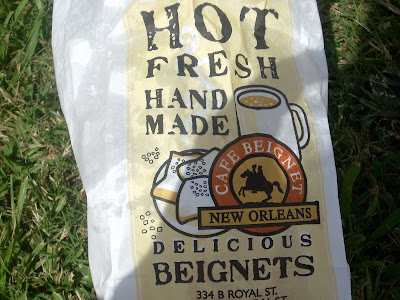 HOT
FRESH
HAND
MADE
CAFE BEIGNET
NEW ORLEANS
DELICIOUS
BEIGNETS
334 B ROYAL ST.